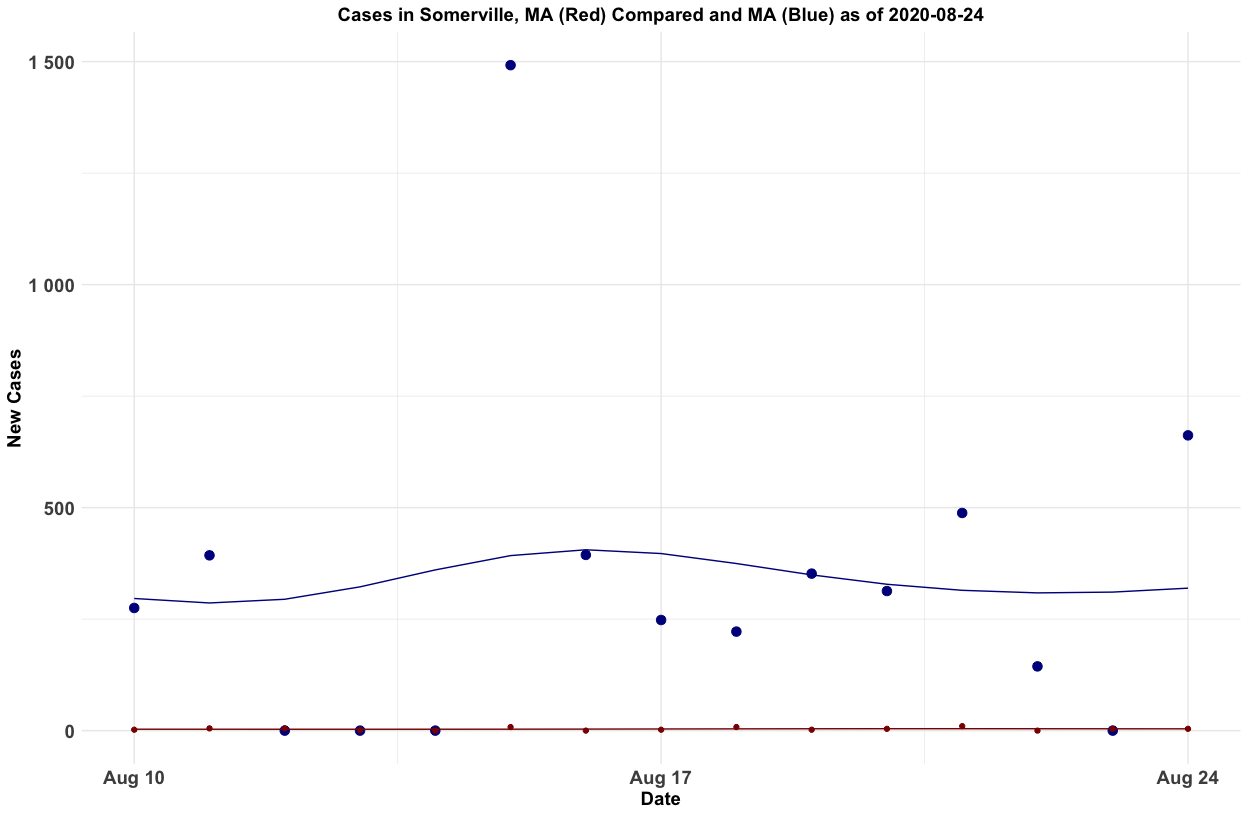 Cases in Somerville, MA (Red) Compared and MA (Blue) as of 2020-08-24
1 500
1 000
500
0
New Cases
Aug 10
Aug 17
Aug 24
Date